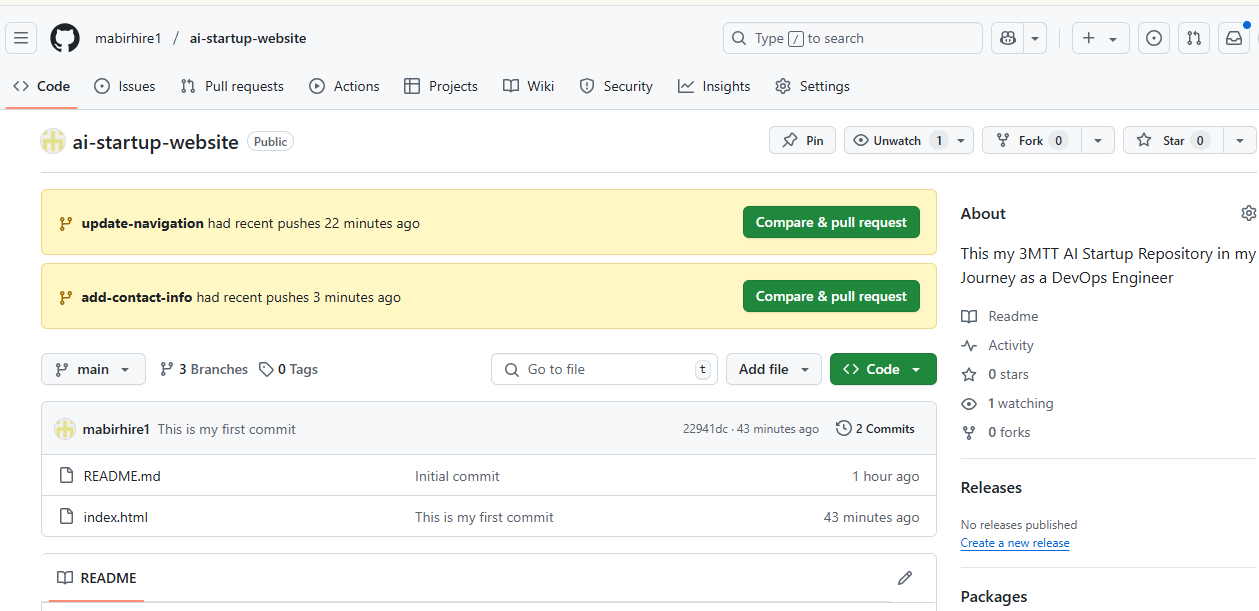 mabirhire1 / ai-startup-website
Type / to search
Code Issues Pull requests Actions Projects Wiki Security Insights Settings
ai-startup-website Public
Pin Unwatch 1 Fork 0 Star 0
update-navigation had recent pushes 22 minutes ago
Compare & pull request
add-contact-info had recent pushes 3 minutes ago
Compare & pull request
main 3 Branches 0 Tags
Go to file t Add file Code
mabirhire1 This is my first commit 22941dc · 43 minutes ago 2 Commits
README.md Initial commit 1 hour ago
index.html This is my first commit 43 minutes ago
README
About
This my 3MTT AI Startup Repository in my
Journey as a DevOps Engineer
Readme
Activity
0 stars
1 watching
0 forks
Releases
No releases published
Create a new release
Packages